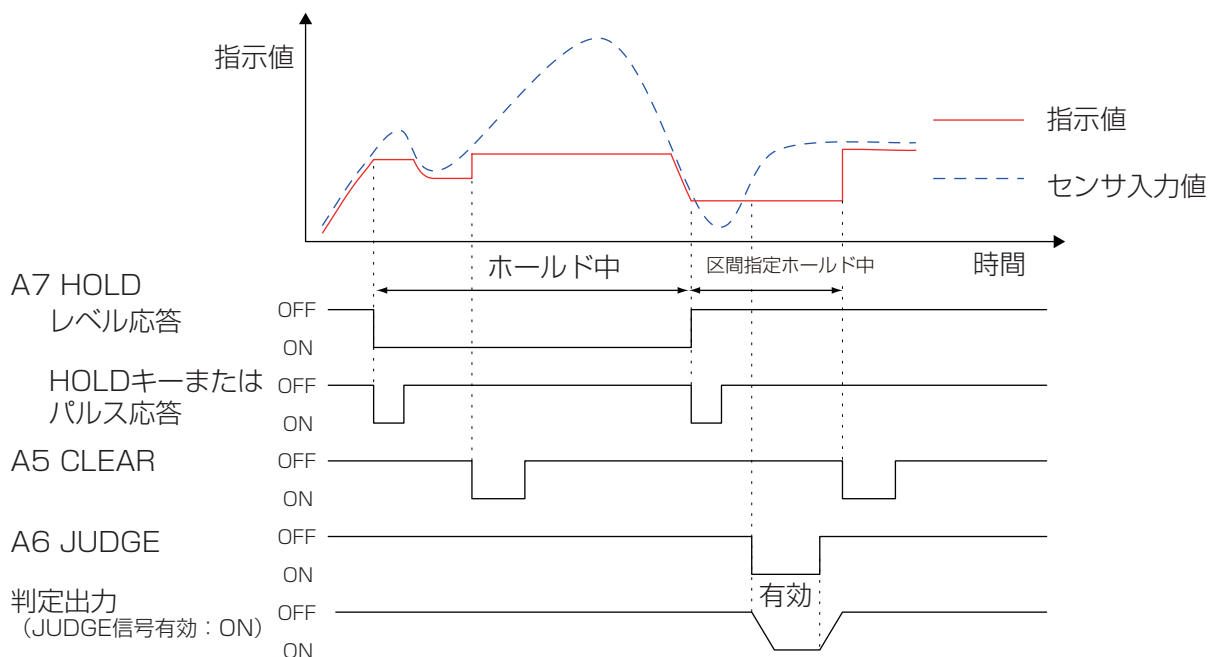 指示値
指示値
センサ入力値
ホールド中
区間指定ホールド中
時間
A7 HOLD
レベル応答
OFF
ON
HOLDキーまたは
パルス応答
OFF
ON
A5 CLEAR
OFF
ON
A6 JUDGE
OFF
ON
有効
判定出力
(JUDGE信号有効:ON)
OFF
ON